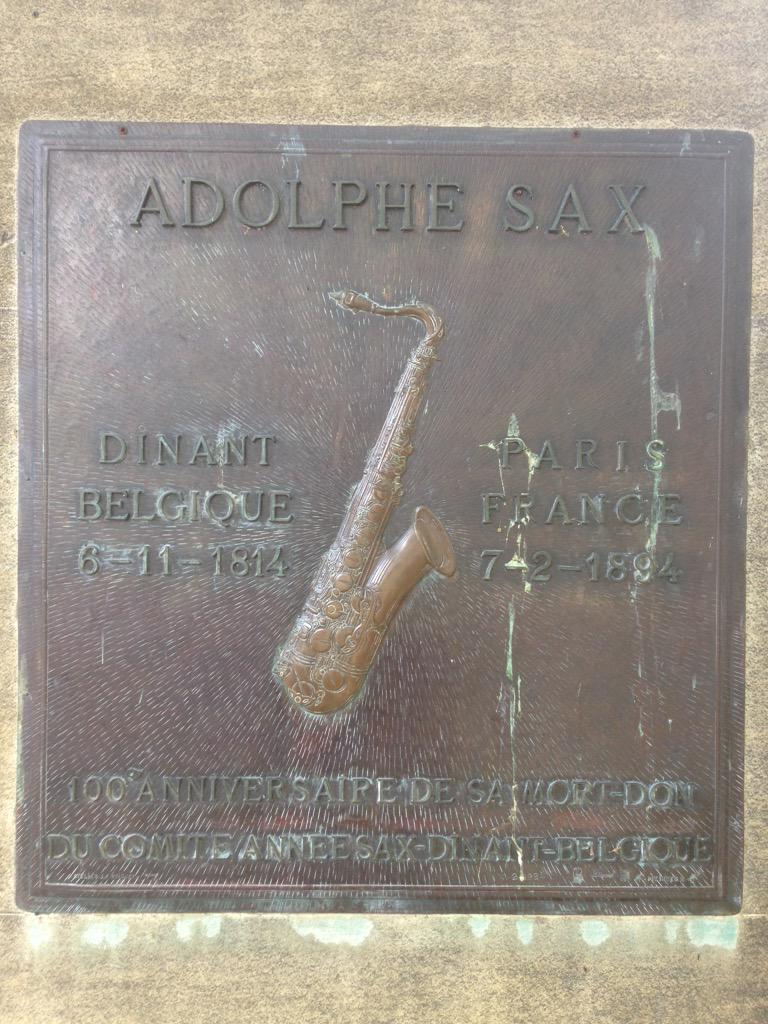 ADOLPHE SAX
DINANT
BELGIQUE
6-11-1814
PARIS
FRANCE
7-2-1894
100° ANNIVERSAIRE DE SA MORT-DON
DU COMITE ANNEE SAX-DINANT-BELGIQUE